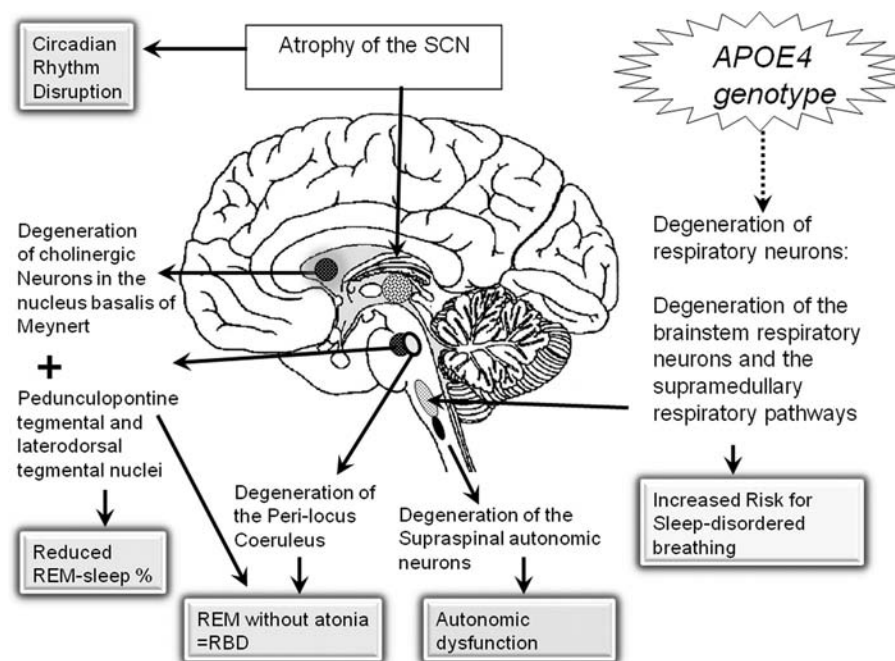 Circadian
Rhythm
Disruption
Atrophy of the SCN
APOE4
genotype
Degeneration
of cholinergic
Neurons in the
nucleus basalis of
Meynert
+
Pedunculopontine
tegmental and
laterodorsal
tegmental nuclei
Reduced
REM-sleep %
Degeneration of
the Peri-locus
Coeruleus
REM without atonia
=RBD
Degeneration of the
Supraspinal autonomic
neurons
Autonomic
dysfunction
Degeneration of
respiratory neurons:
Degeneration of the
brainstem respiratory
neurons and the
supramedullary
respiratory pathways
Increased Risk for
Sleep-disordered
breathing